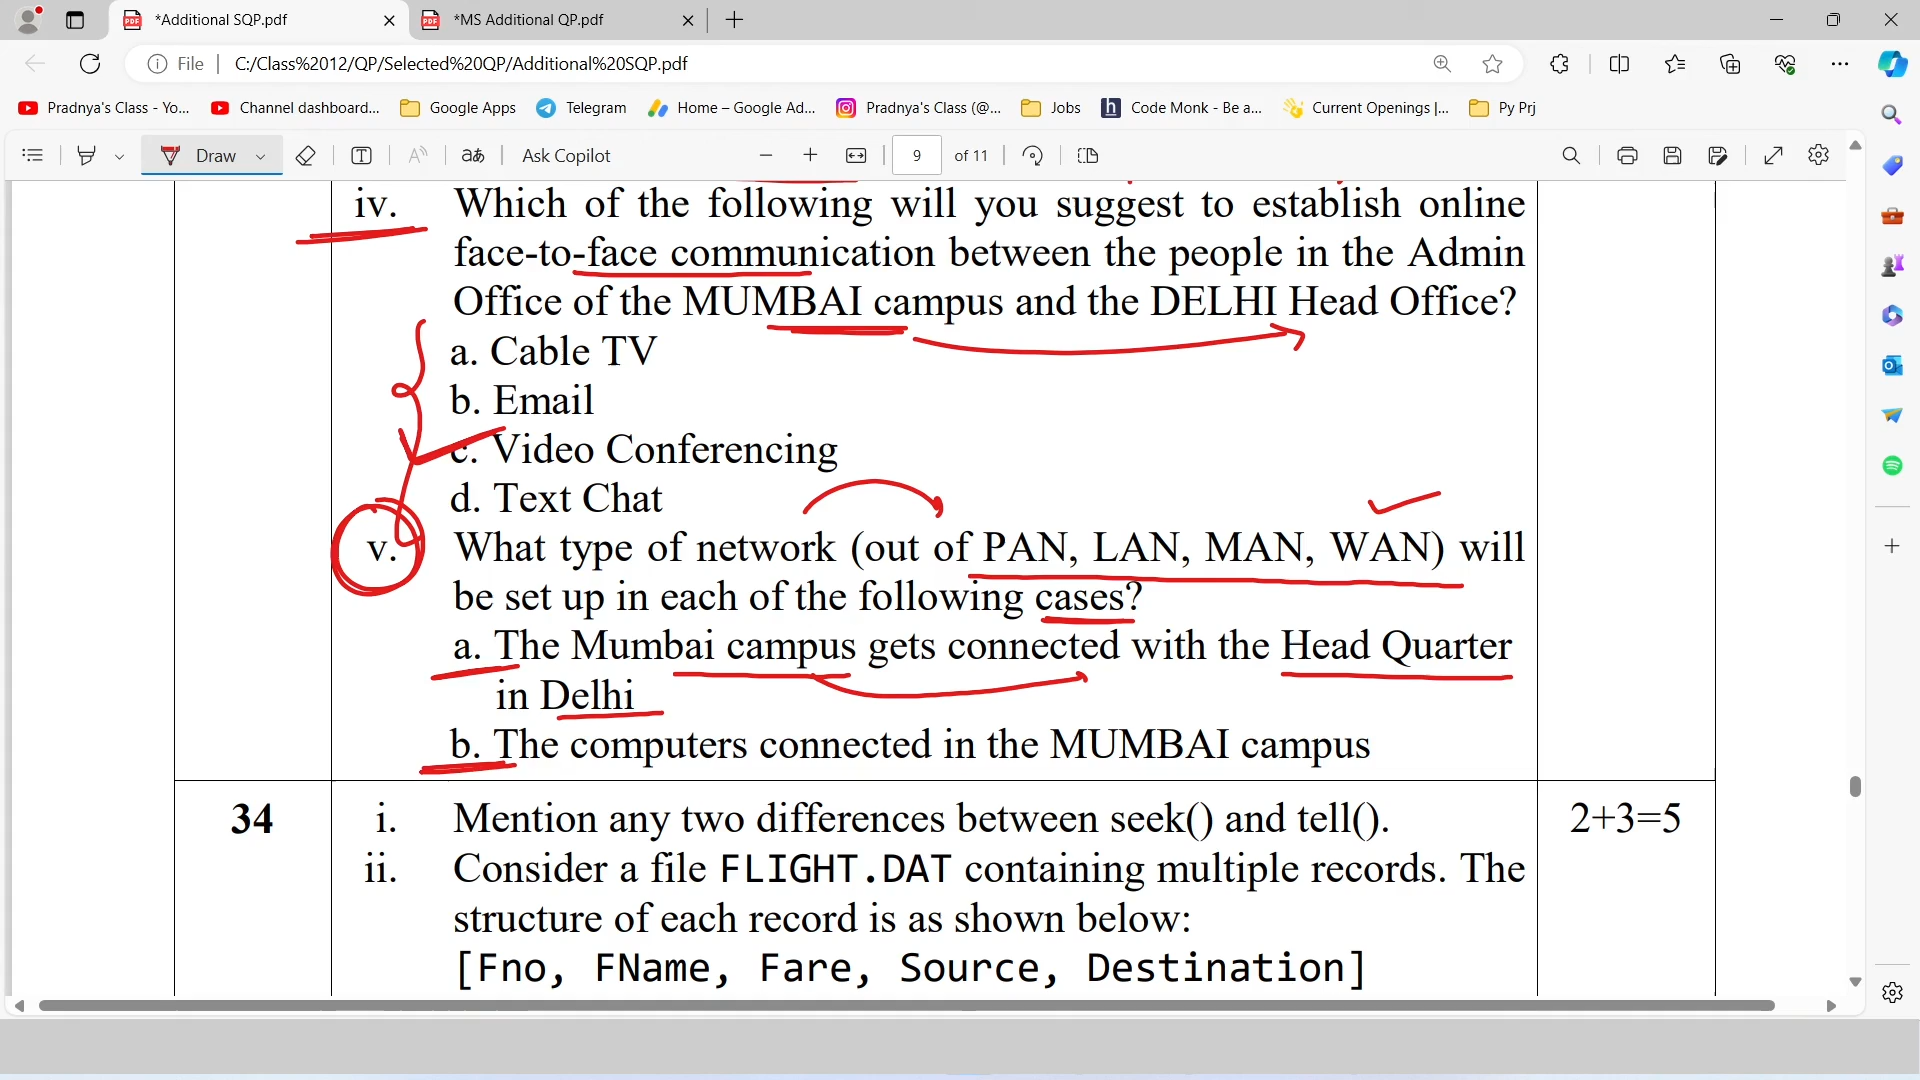 *Additional SQP.pdf
*MS Additional QP.pdf
File
C:/Class%2012/QP/Selected%20QP/Additional%20SQP.pdf
Pradnya's Class - Yo...
Channel dashboard...
Google Apps
Telegram
Home – Google Ad...
Pradnya's Class (@...
Jobs
Code Monk - Be a...
Current Openings |...
Py Prj
Draw
Ask Copilot
9
of 11
iv. Which of the following will you suggest to establish online
face-to-face communication between the people in the Admin
Office of the MUMBAI campus and the DELHI Head Office?
a. Cable TV
b. Email
c. Video Conferencing
d. Text Chat
v. What type of network (out of PAN, LAN, MAN, WAN) will
be set up in each of the following cases?
a. The Mumbai campus gets connected with the Head Quarter
in Delhi
b. The computers connected in the MUMBAI campus
34 i. Mention any two differences between seek() and tell(). 2+3=5
ii. Consider a file FLIGHT.DAT containing multiple records. The
structure of each record is as shown below:
[Fno, FName, Fare, Source, Destination]